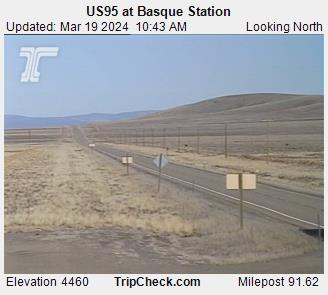 US95 at Basque Station
Updated: Mar 19 2024 10:43 AM Looking North
Elevation 4460 TripCheck.com Milepost 91.62